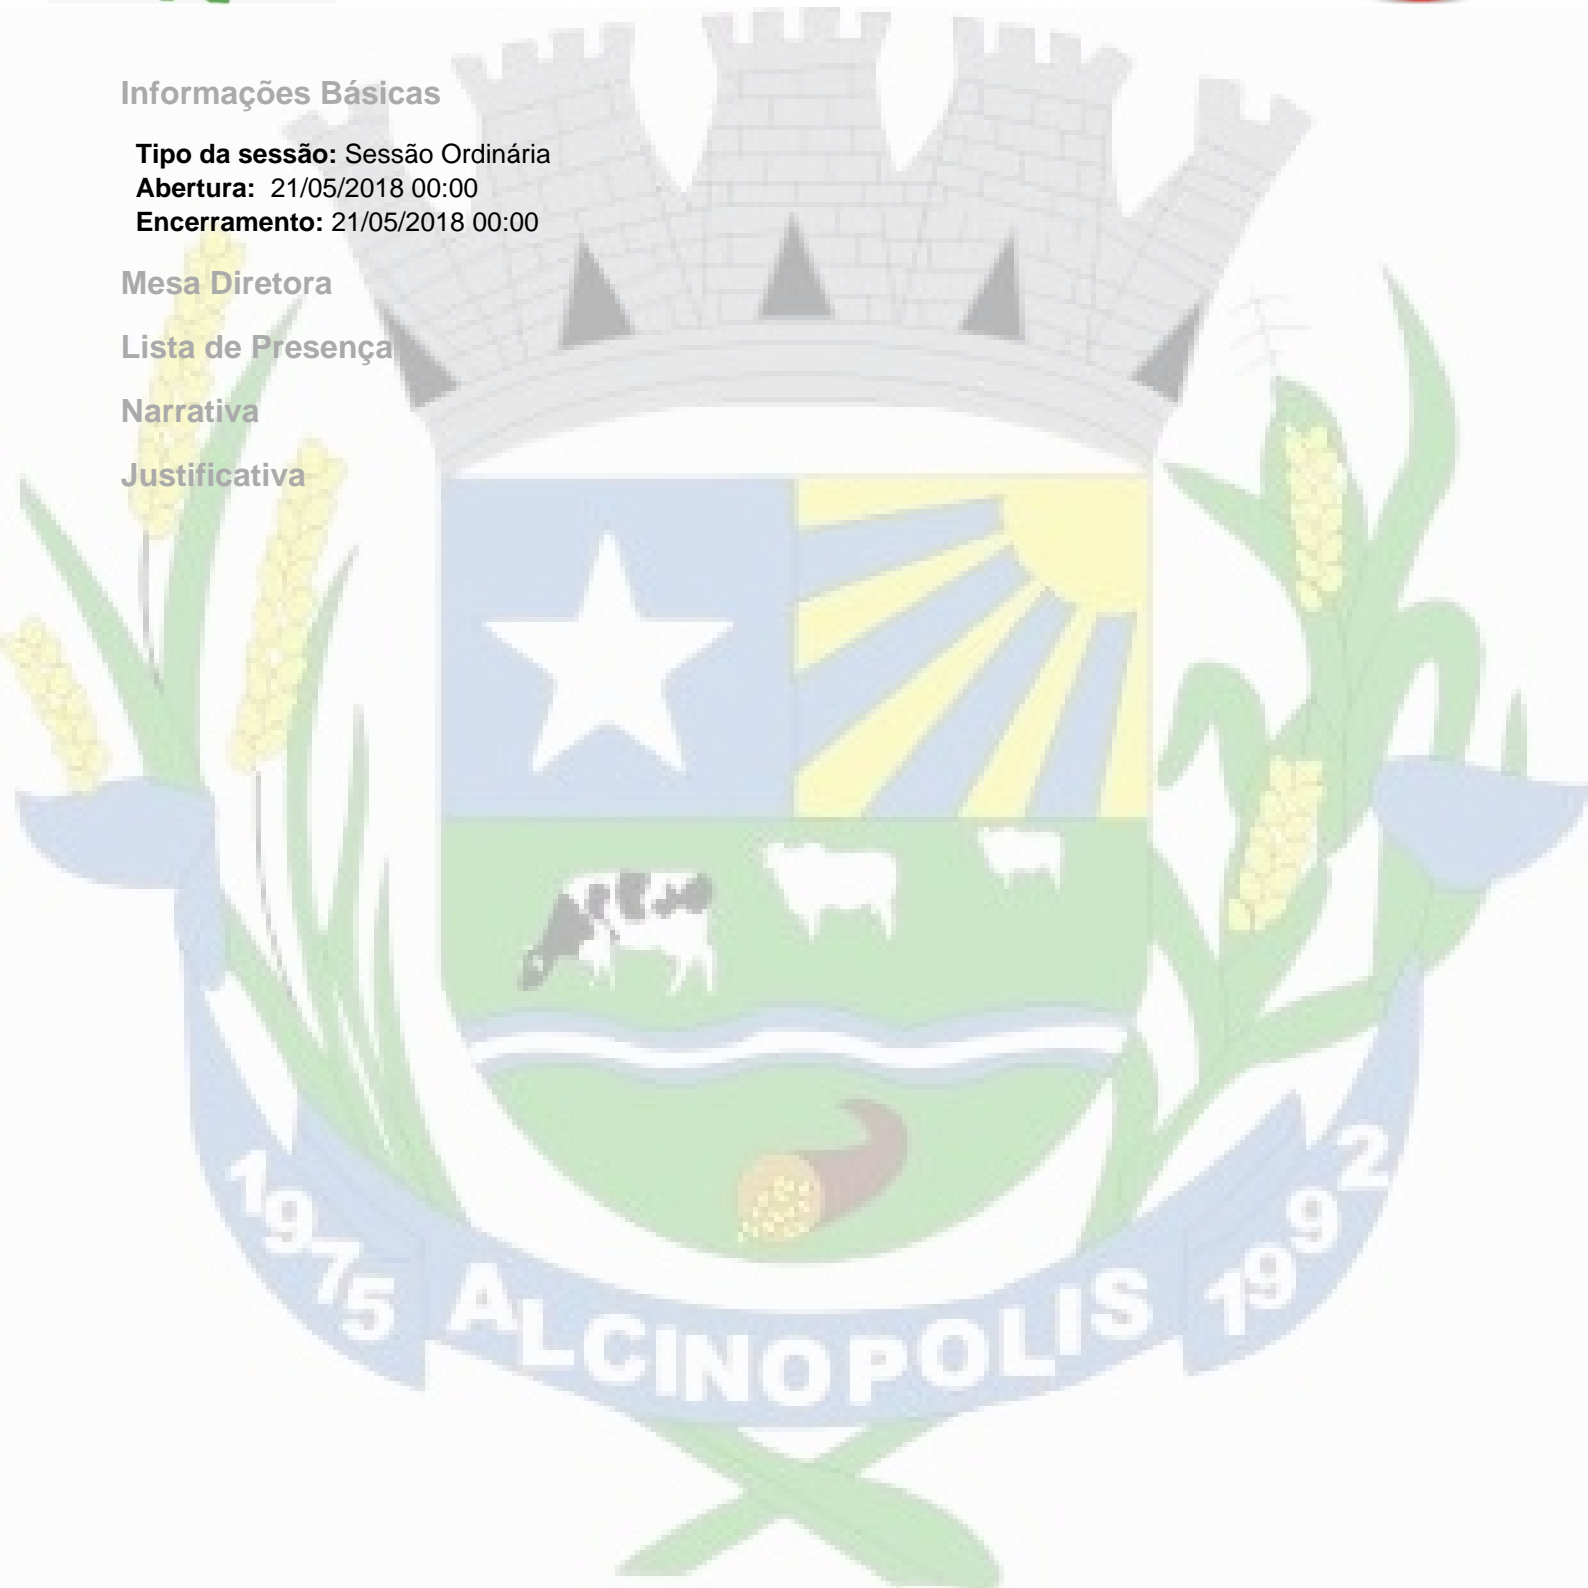 Informações Básicas
Tipo da sessão: Sessão Ordinária
Abertura: 21/05/2018 00:00
Encerramento: 21/05/2018 00:00
Mesa Diretora
Lista de Presença
Narrativa
Justificativa
1975 ALCINOPOLIS 1992